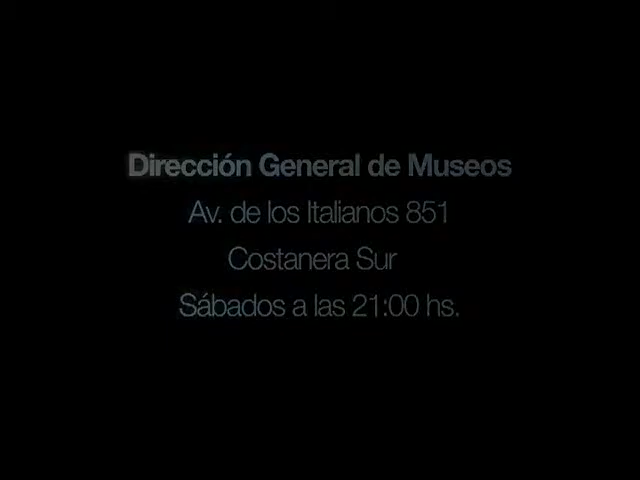 Dirección General de Museos
Av. de los Italianos 851
Costanera Sur
Sábados a las 21:00 hs.